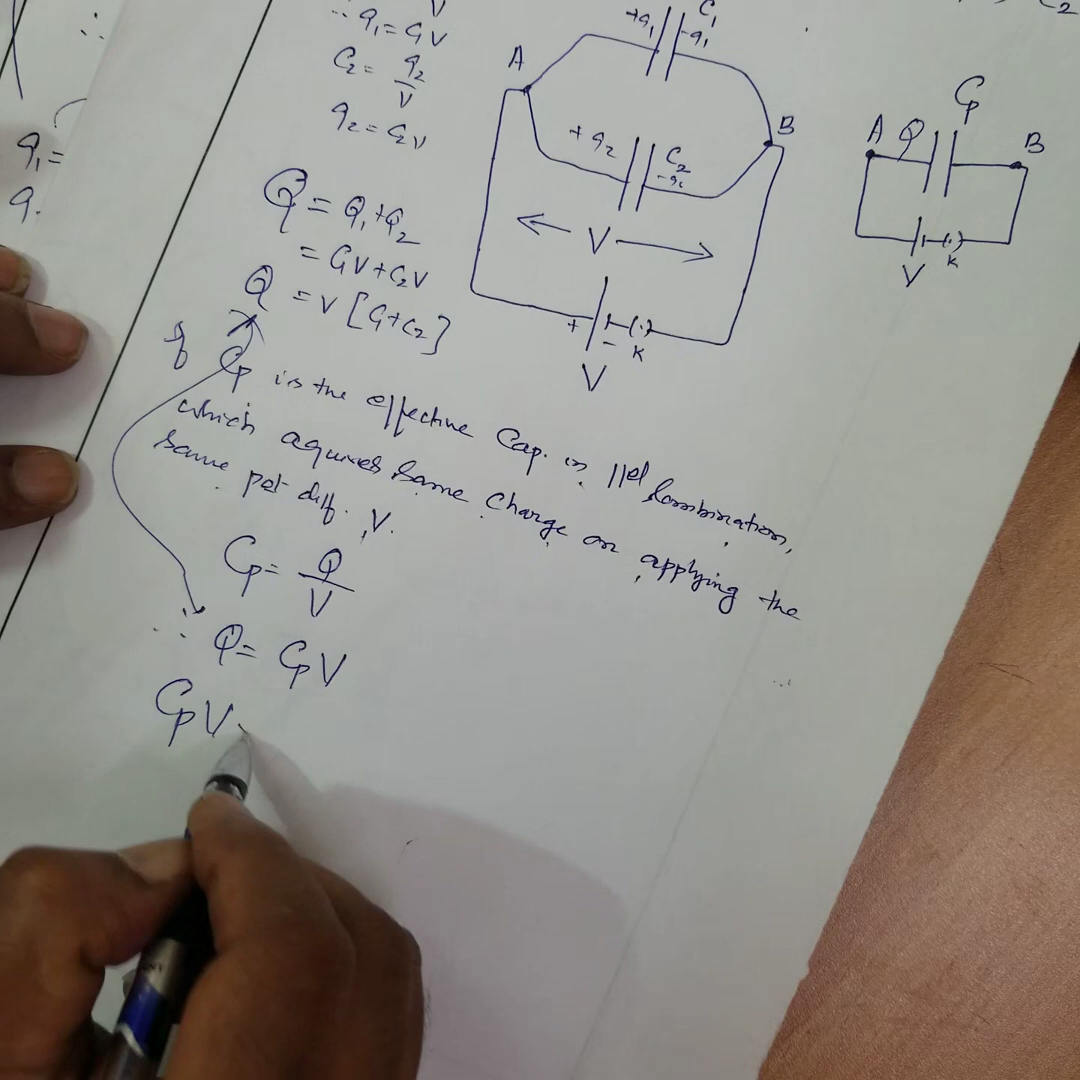 V
∴ q₁ = C₁V
C₂ = q₂/V
q₂ = C₂V
Q = Q₁ + Q₂
= C₁V + C₂V
Q = V [C₁ + C₂]
If Cp is the effective Cap. in ||el Combination,
which aquires same charge on applying the
same pot diff. V.
Cp = Q/V
∴ Q = CpV
CpV
+q₁ C₁ -q₁
A
+q₂ C₂
B
V
+ - K
V
Cp
A Q B
V K
C₂
∴
q₁ =
q